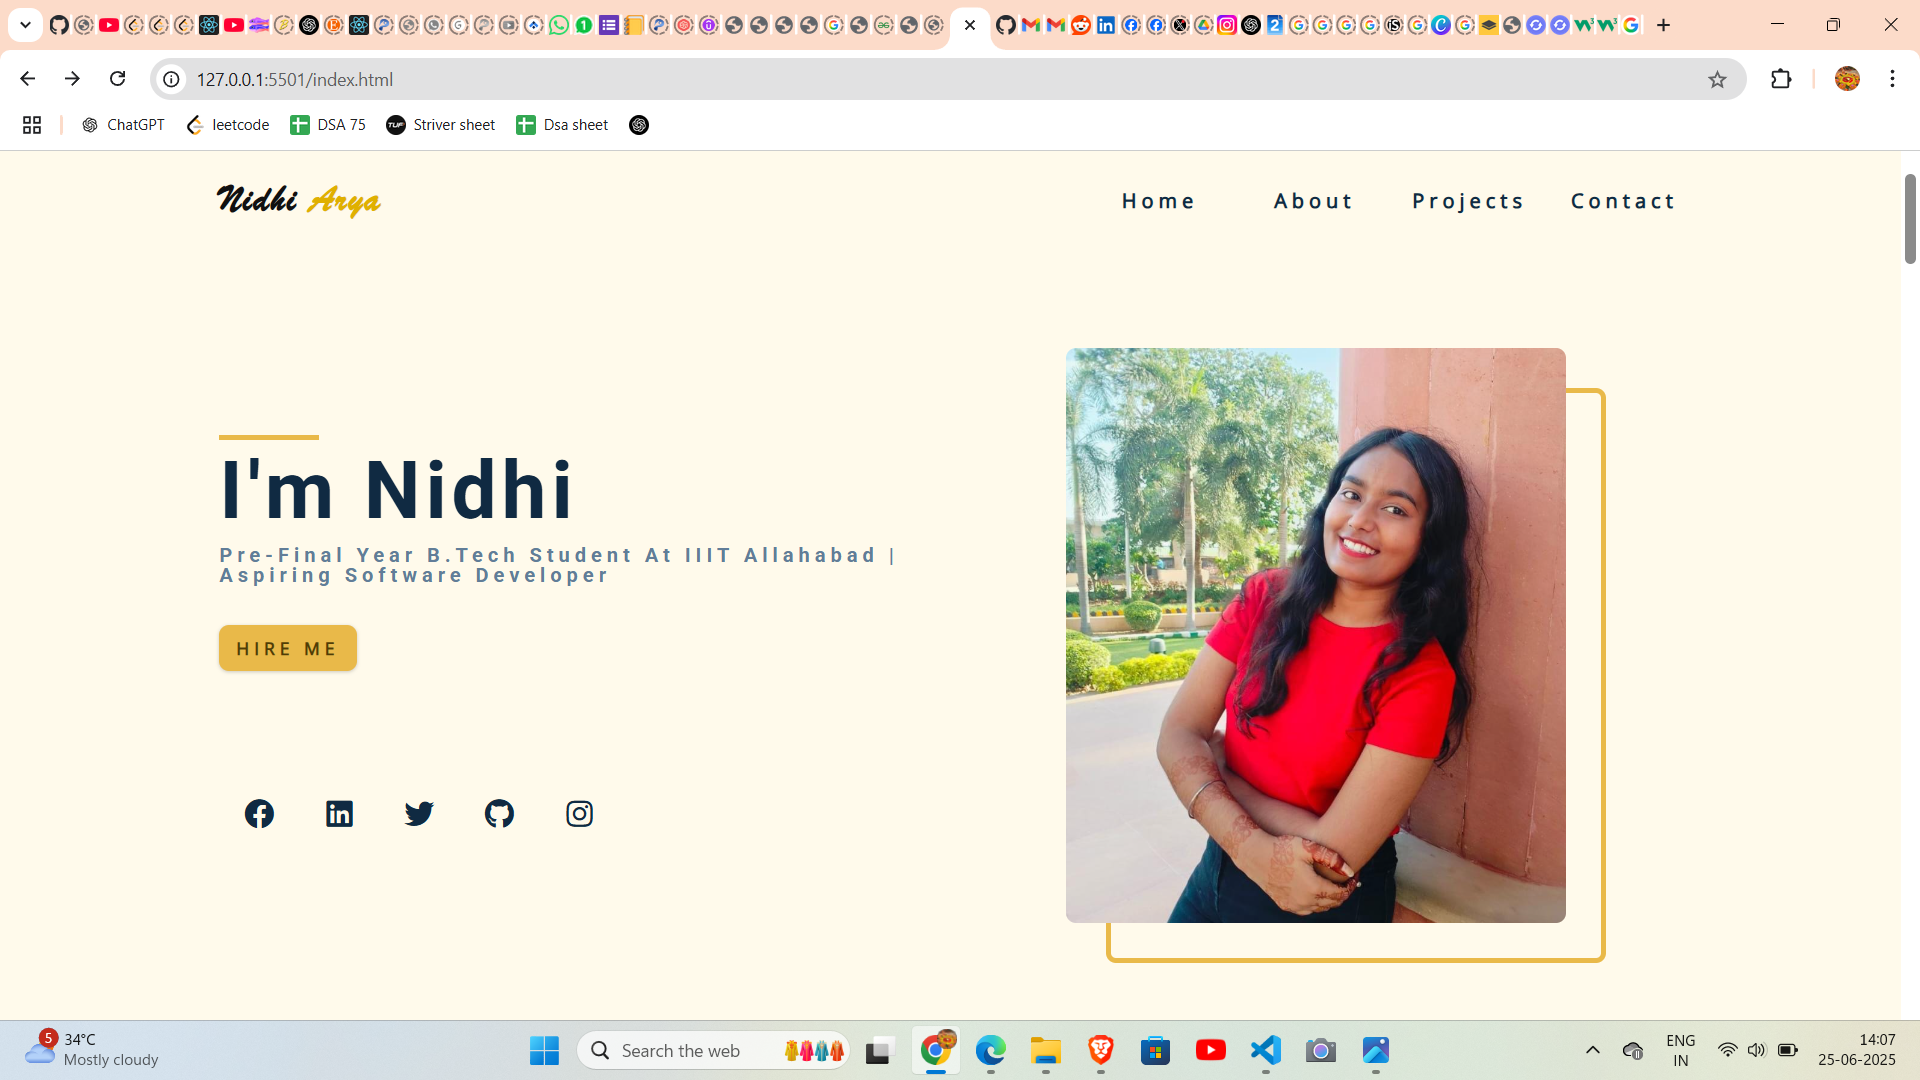 127.0.0.1:5501/index.html
ChatGPT
leetcode
DSA 75
Striver sheet
Dsa sheet
Nidhi Arya
Home
About
Projects
Contact
I'm Nidhi
Pre-Final Year B.Tech Student At IIIT Allahabad |
Aspiring Software Developer
HIRE ME
5
34°C
Mostly cloudy
Search the web
ENG
IN
14:07
25-06-2025